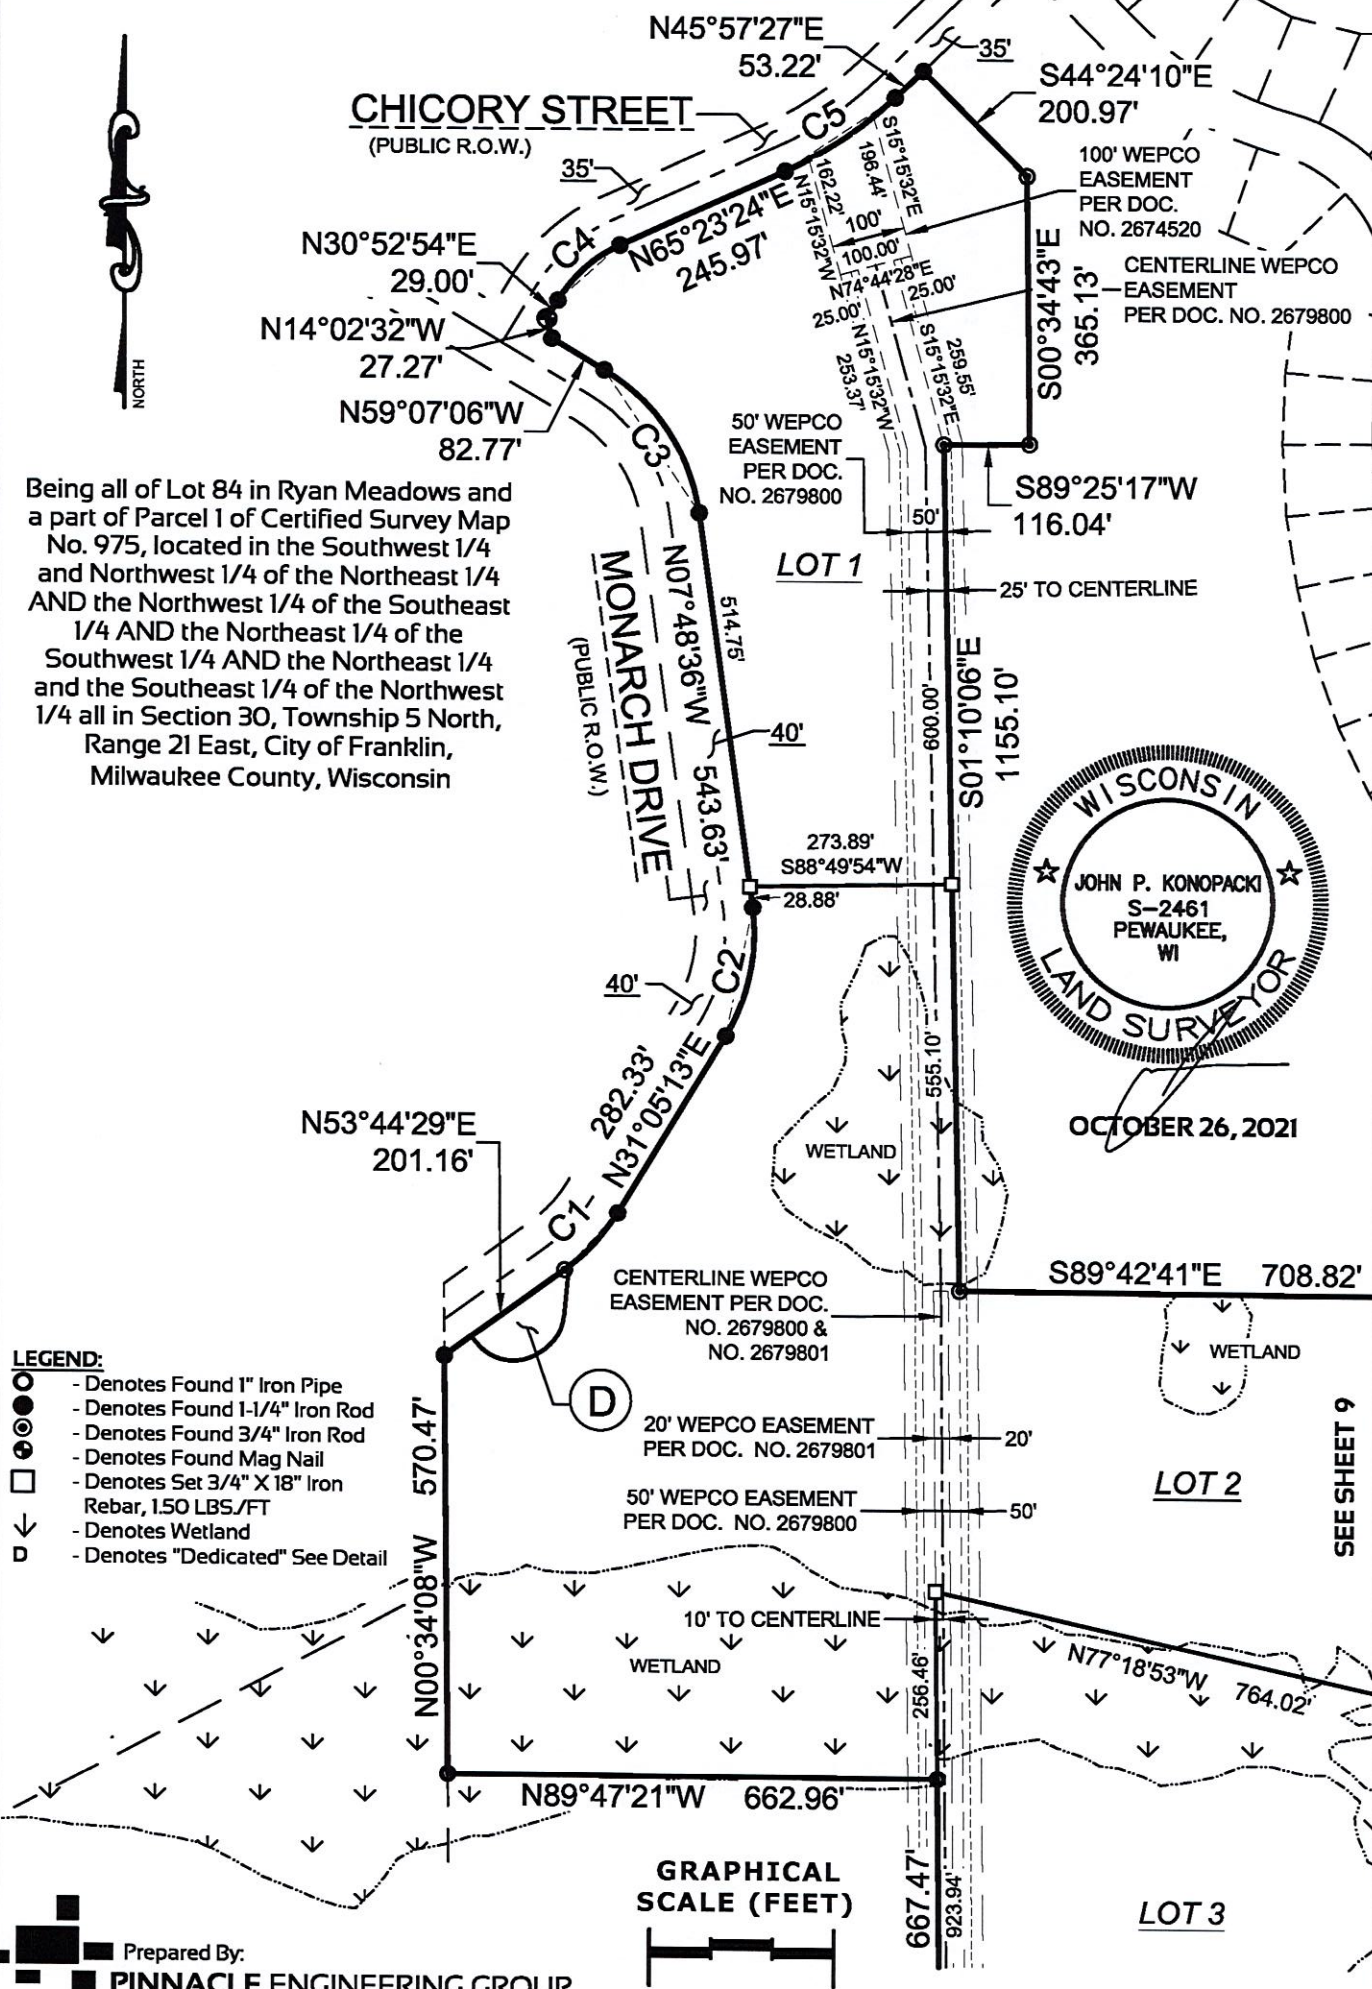 N45°57'27"E
53.22'
35'
S44°24'10"E
200.97'
CHICORY STREET
(PUBLIC R.O.W.)
C5
35'
S15°15'32"E
196.44'
162.22'
N15°15'32"W
100'
100.00'
N74°44'28"E
25.00'
25.00'
100' WEPCO
EASEMENT
PER DOC.
NO. 2674520
N30°52'54"E
29.00'
C4
N65°23'24"E
245.97'
N14°02'32"W
27.27'
CENTERLINE WEPCO
EASEMENT
PER DOC. NO. 2679800
S00°34'43"E
365.13'
N15°15'32"W
253.37'
S15°15'32"E
259.55'
N59°07'06"W
82.77'
C3
50' WEPCO
EASEMENT
PER DOC.
NO. 2679800
S89°25'17"W
116.04'
50'
NORTH
Being all of Lot 84 in Ryan Meadows and
a part of Parcel 1 of Certified Survey Map
No. 975, located in the Southwest 1/4
and Northwest 1/4 of the Northeast 1/4
AND the Northwest 1/4 of the Southeast
1/4 AND the Northeast 1/4 of the
Southwest 1/4 AND the Northeast 1/4
and the Southeast 1/4 of the Northwest
1/4 all in Section 30, Township 5 North,
Range 21 East, City of Franklin,
Milwaukee County, Wisconsin
LOT 1
25' TO CENTERLINE
MONARCH DRIVE
(PUBLIC R.O.W.)
N07°48'36"W 543.63'
514.75'
40'
600.00'
S01°10'06"E
1155.10'
273.89'
S88°49'54"W
28.88'
WISCONSIN
JOHN P. KONOPACKI
S-2461
PEWAUKEE,
WI
LAND SURVEYOR
OCTOBER 26, 2021
C2
40'
555.10'
WETLAND
282.33'
N31°05'13"E
N53°44'29"E
201.16'
C1
CENTERLINE WEPCO
EASEMENT PER DOC.
NO. 2679800 &
NO. 2679801
S89°42'41"E 708.82'
WETLAND
D
20' WEPCO EASEMENT
PER DOC. NO. 2679801
20'
50' WEPCO EASEMENT
PER DOC. NO. 2679800
50'
LOT 2
SEE SHEET 9
LEGEND:
- Denotes Found 1" Iron Pipe
- Denotes Found 1-1/4" Iron Rod
- Denotes Found 3/4" Iron Rod
- Denotes Found Mag Nail
- Denotes Set 3/4" X 18" Iron
Rebar, 1.50 LBS./FT
- Denotes Wetland
D - Denotes "Dedicated" See Detail
N00°34'08"W 570.47'
10' TO CENTERLINE
WETLAND
256.46'
N77°18'53"W 764.02'
N89°47'21"W 662.96'
667.47'
923.94'
LOT 3
GRAPHICAL
SCALE (FEET)
Prepared By:
PINNACLE ENGINEERING GROUP